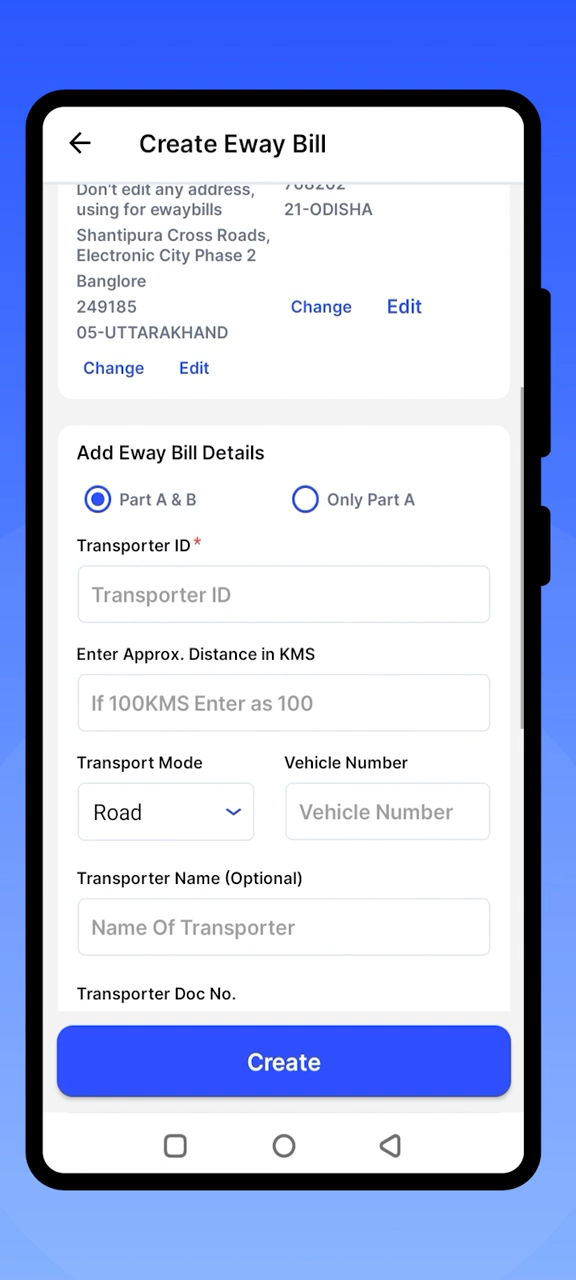 Create Eway Bill
Don't edit any address,
using for ewaybills
Shantipura Cross Roads,
Electronic City Phase 2
Banglore
249185
05-UTTARAKHAND
Change Edit
21-ODISHA
Change Edit
Add Eway Bill Details
Part A & B Only Part A
Transporter ID*
Transporter ID
Enter Approx. Distance in KMS
If 100KMS Enter as 100
Transport Mode Vehicle Number
Road Vehicle Number
Transporter Name (Optional)
Name Of Transporter
Transporter Doc No.
Create